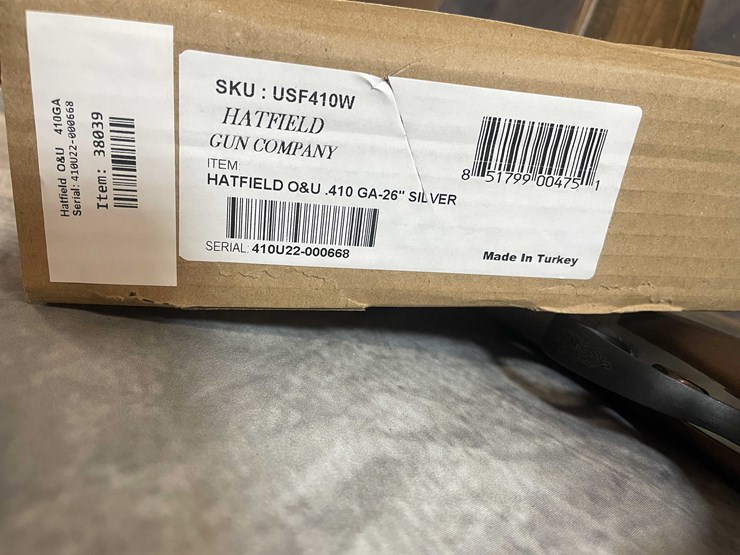 Hatfield O&U 410GA
Serial: 410U22-000668
Item: 38039
SKU : USF410W
HATFIELD
GUN COMPANY
ITEM:
HATFIELD O&U .410 GA-26" SILVER
SERIAL: 410U22-000668
8 51799 00475 1
Made In Turkey